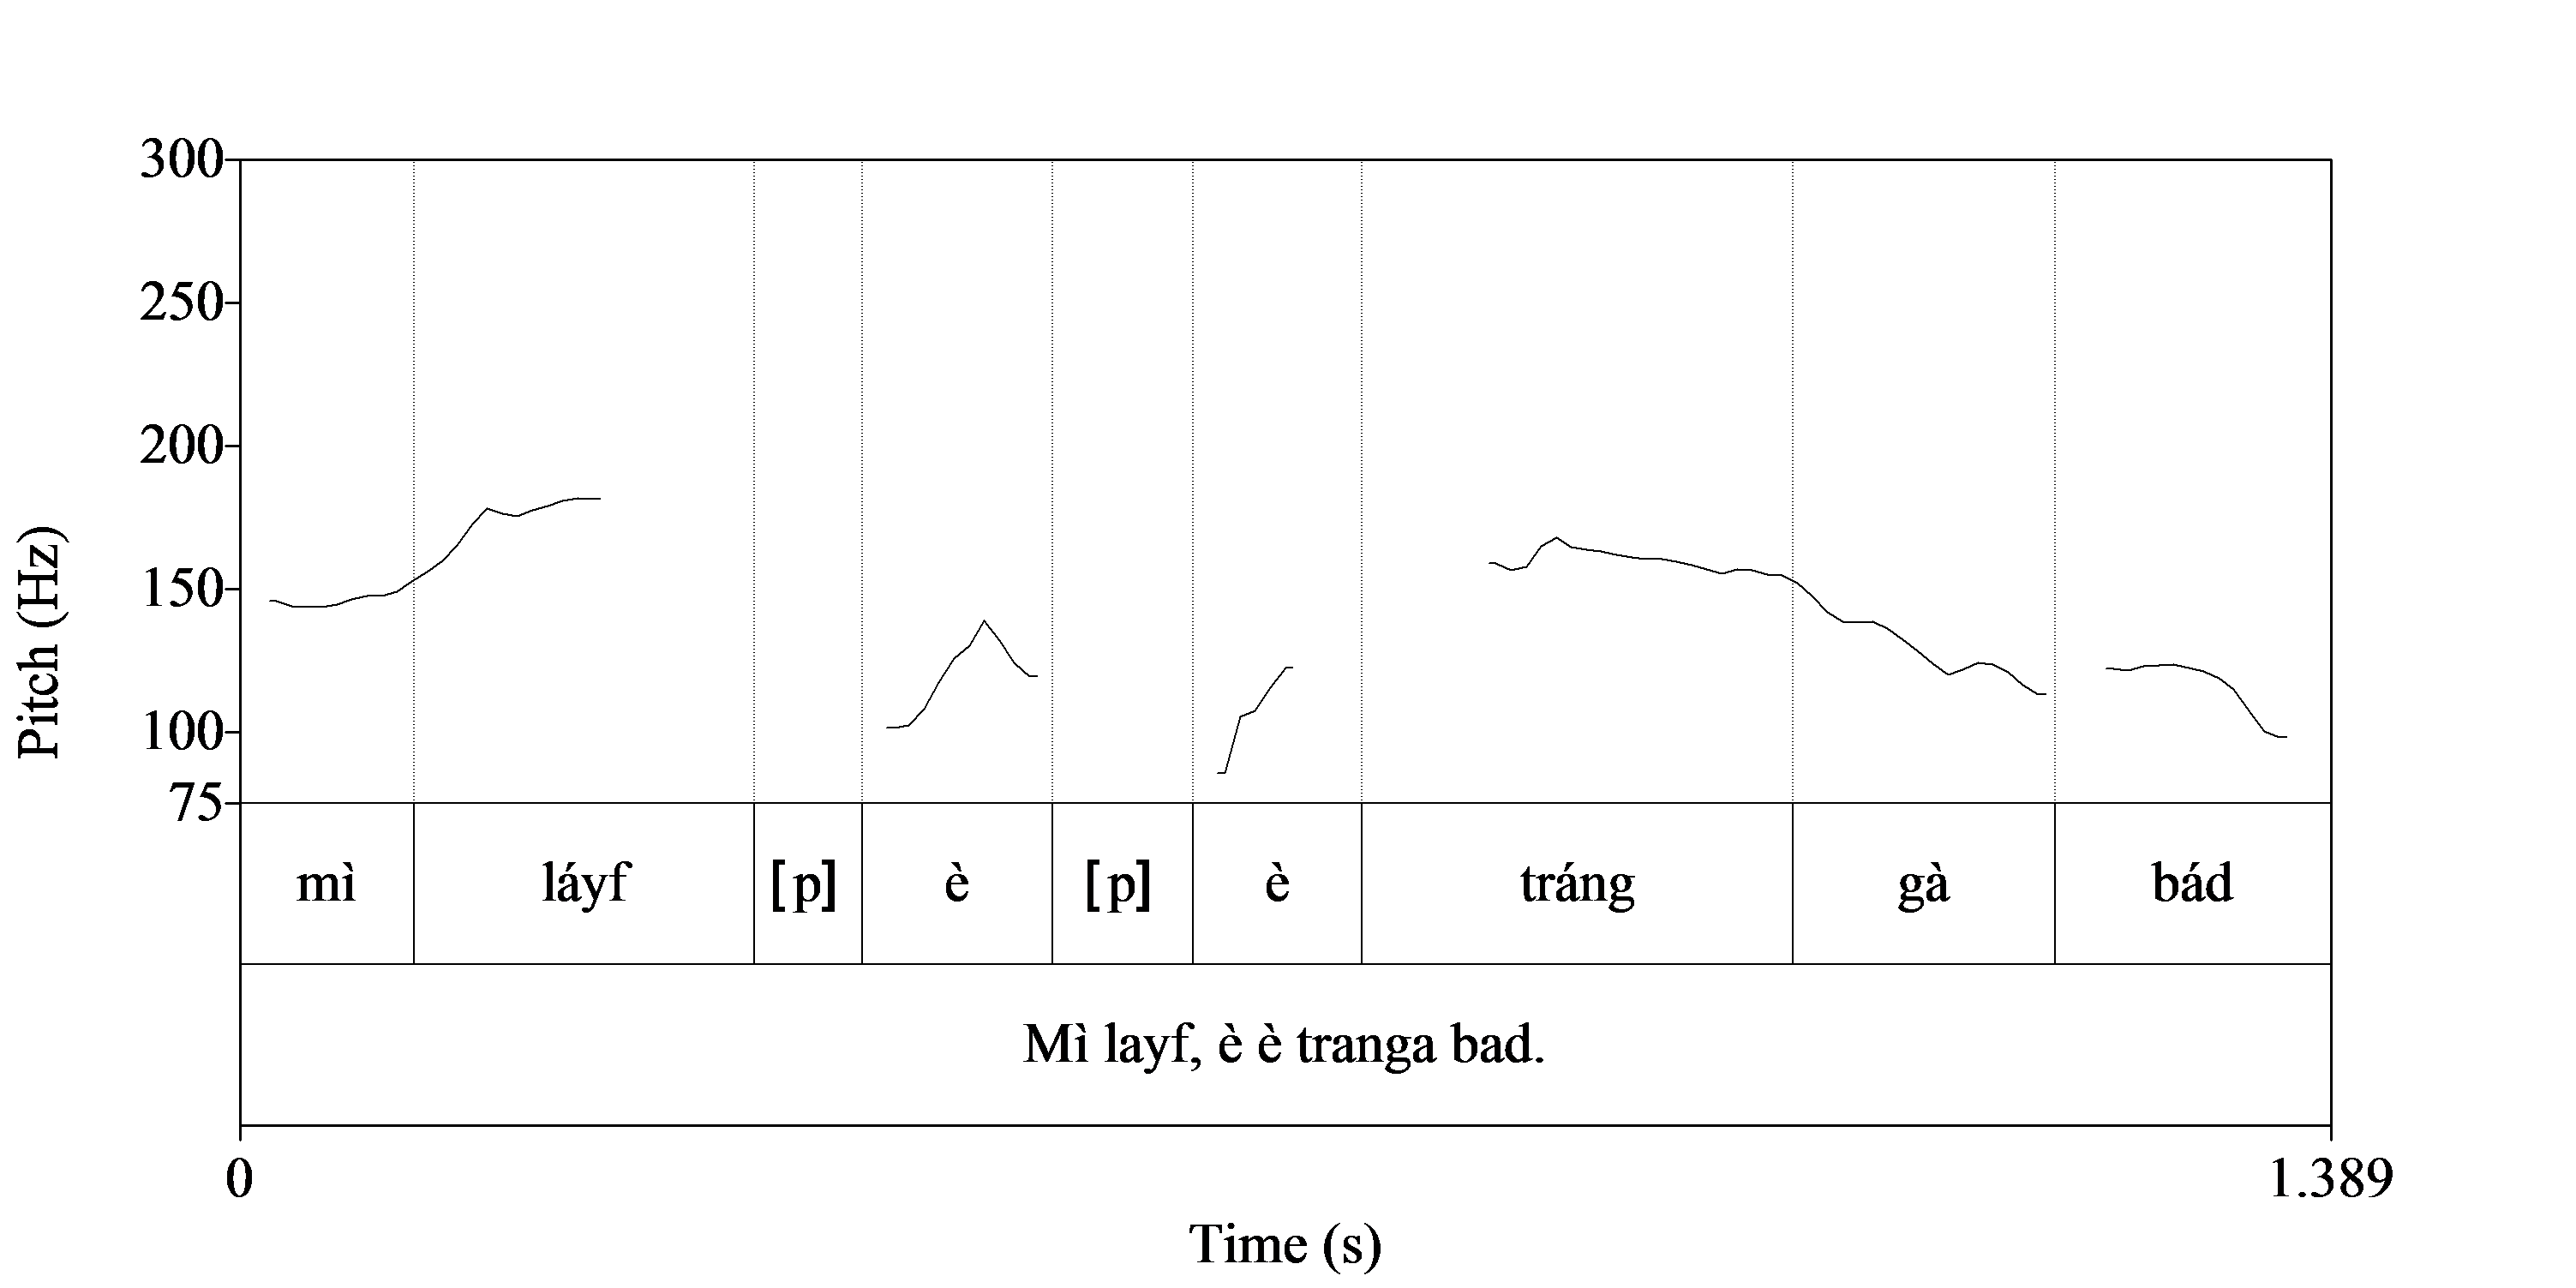 300
250
200
150
100
75
Pitch (Hz)
mì láyf [p] è [p] è tráng gà bád
Mì layf, è è tranga bad.
0 1.389
Time (s)